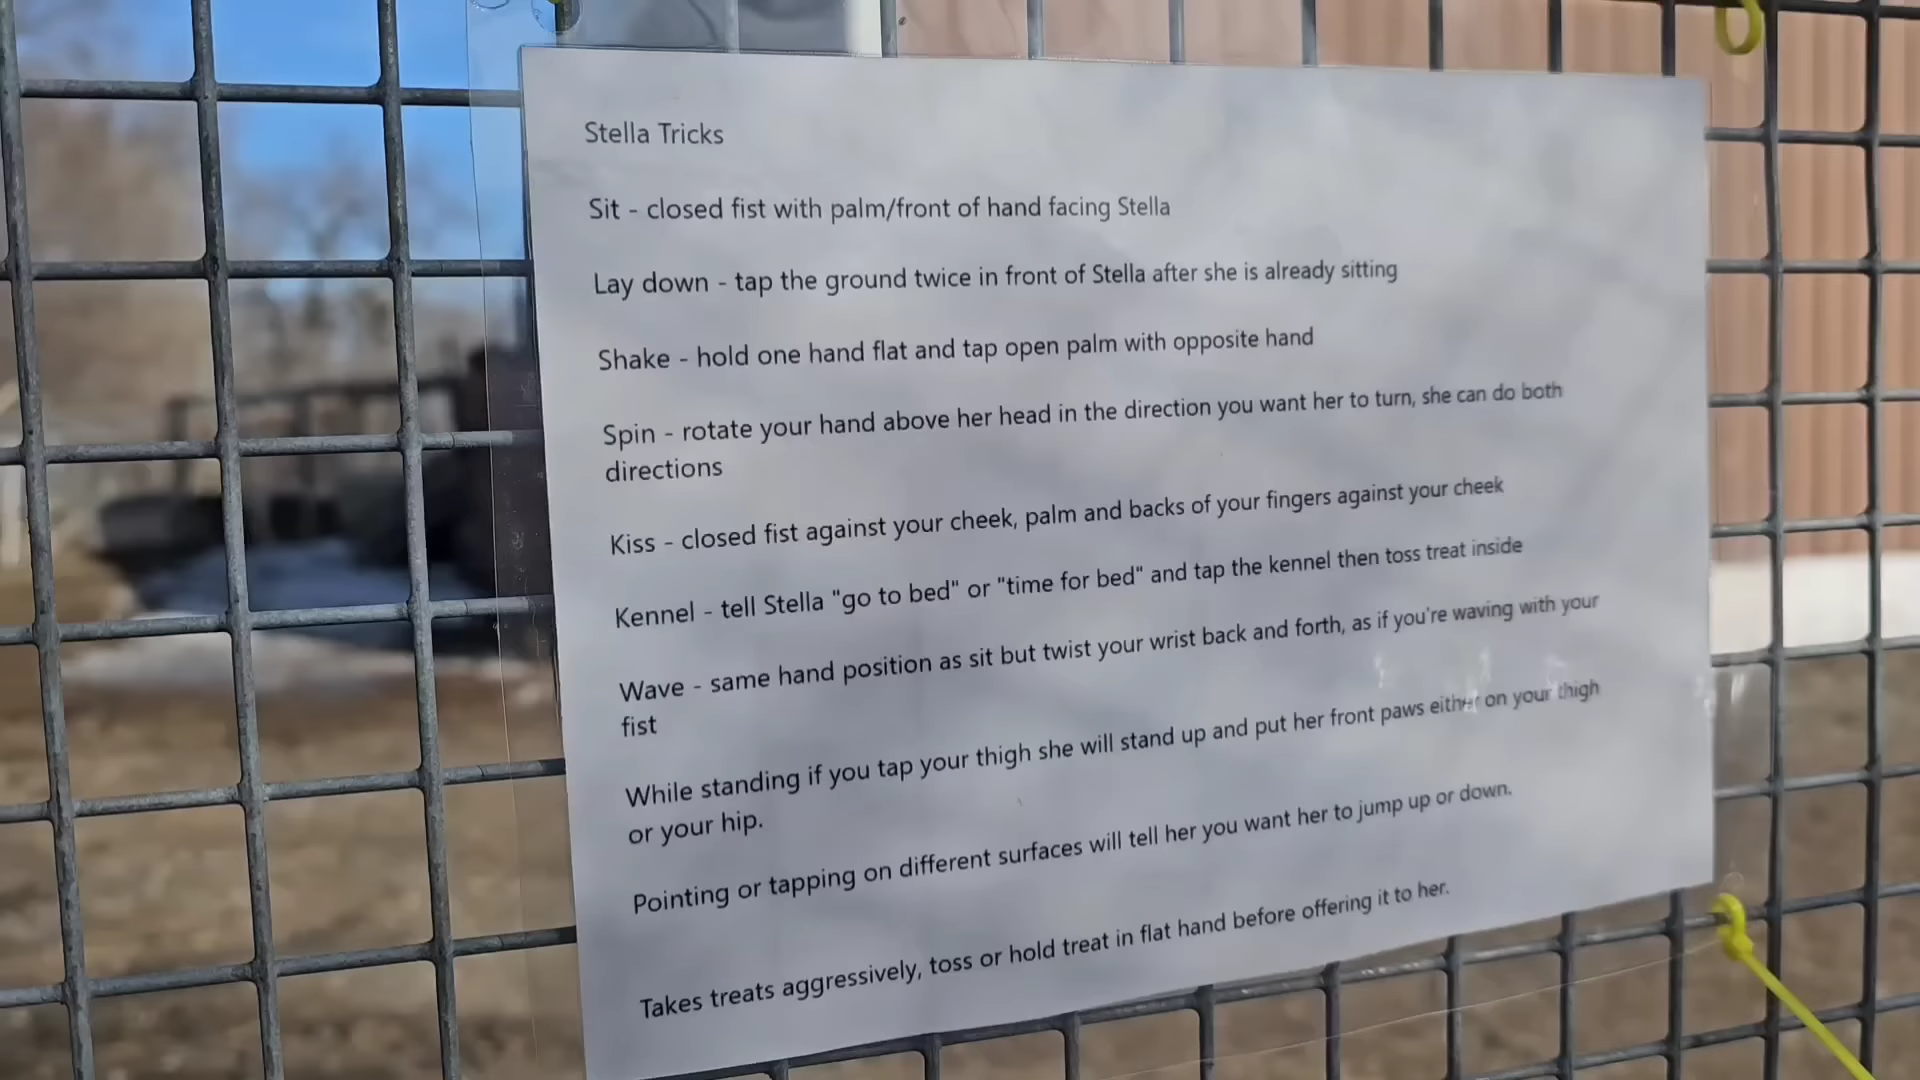 Stella Tricks
Sit - closed fist with palm/front of hand facing Stella
Lay down - tap the ground twice in front of Stella after she is already sitting
Shake - hold one hand flat and tap open palm with opposite hand
Spin - rotate your hand above her head in the direction you want her to turn, she can do both
directions
Kiss - closed fist against your cheek, palm and backs of your fingers against your cheek
Kennel - tell Stella "go to bed" or "time for bed" and tap the kennel then toss treat inside
Wave - same hand position as sit but twist your wrist back and forth, as if you're waving with your
fist
While standing if you tap your thigh she will stand up and put her front paws either on your thigh
or your hip.
Pointing or tapping on different surfaces will tell her you want her to jump up or down.
Takes treats aggressively, toss or hold treat in flat hand before offering it to her.